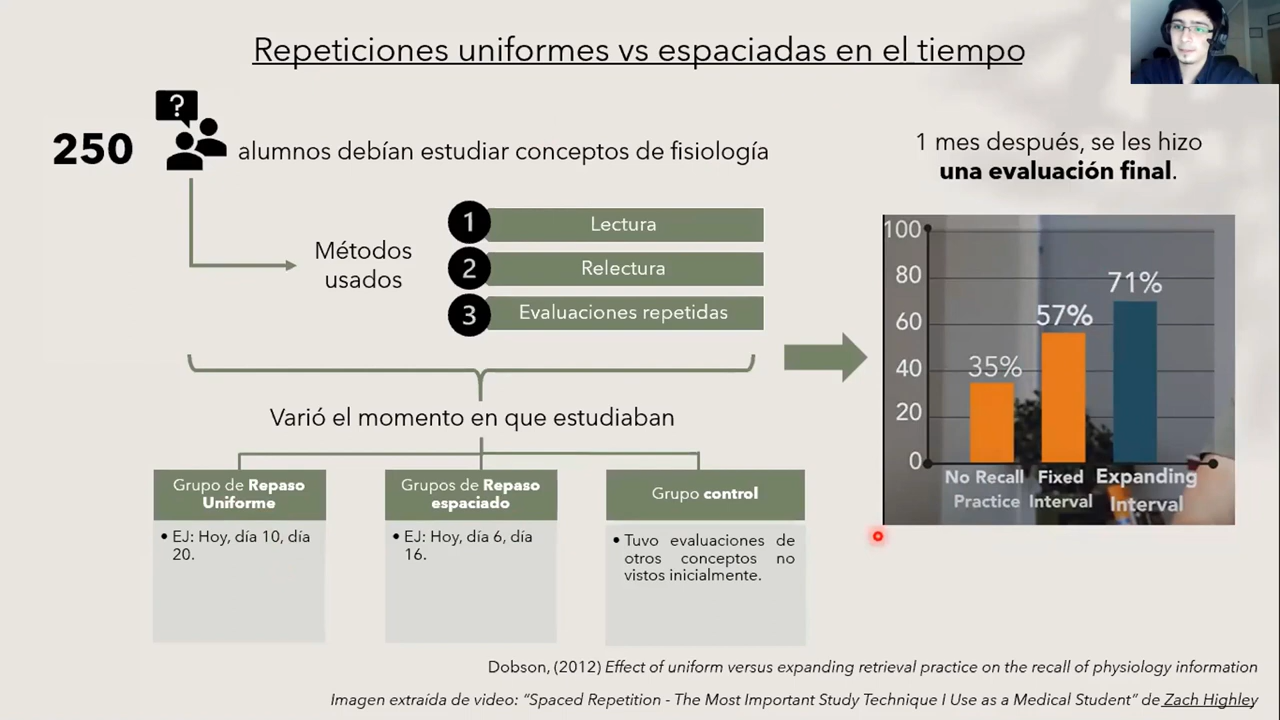 Repeticiones uniformes vs espaciadas en el tiempo
?
250
alumnos debían estudiar conceptos de fisiología
Métodos
usados
1 Lectura
2 Relectura
3 Evaluaciones repetidas
Varió el momento en que estudiaban
Grupo de Repaso
Uniforme
• EJ: Hoy, día 10, día
20.
Grupos de Repaso
espaciado
• EJ: Hoy, día 6, día
16.
Grupo control
• Tuvo evaluaciones de
otros conceptos no
vistos inicialmente.
1 mes después, se les hizo
una evaluación final.
100
80
60
40
20
0
35%
57%
71%
No Recall
Practice
Fixed
Interval
Expanding
Interval
Dobson, (2012) Effect of uniform versus expanding retrieval practice on the recall of physiology information
Imagen extraída de video: “Spaced Repetition - The Most Important Study Technique I Use as a Medical Student” de Zach Highley